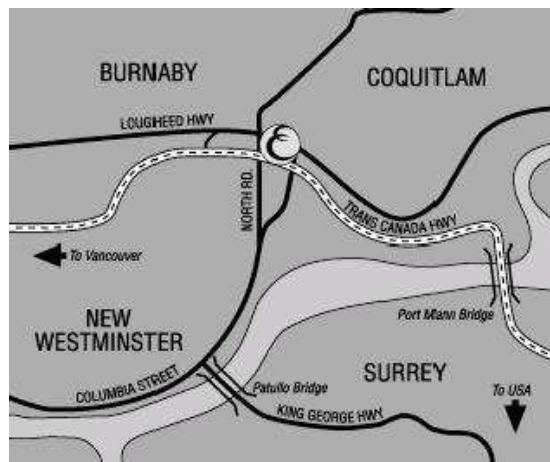 BURNABY
COQUITLAM
LOUGHEED HWY
NORTH RD.
TRANS CANADA HWY
To Vancouver
NEW
WESTMINSTER
Port Mann Bridge
SURREY
COLUMBIA STREET
Patullo Bridge
To USA
KING GEORGE HWY